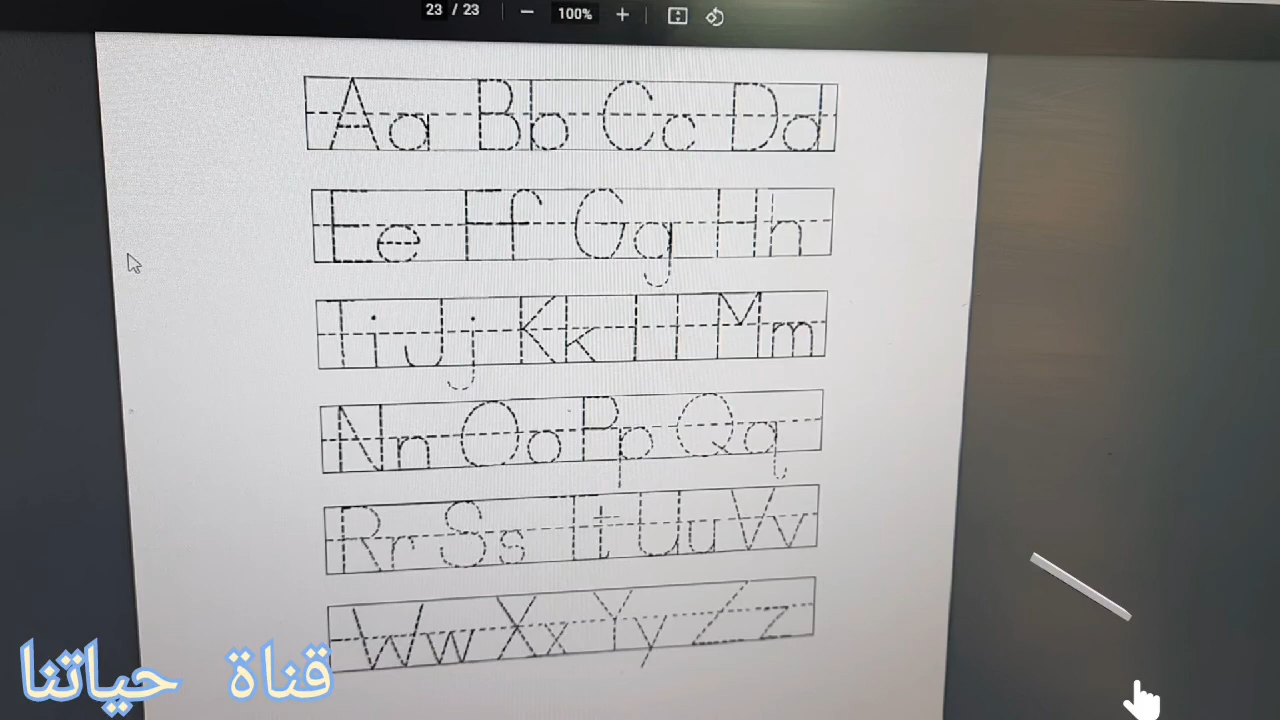 23 / 23 100%
Aa Bb Cc Dd
Ee Ff Gg Hh
Ii Jj Kk Ll Mm
Nn Oo Pp Qq
Rr Ss Tt Uu Vv
Ww Xx Yy Zz
قناة حياتنا